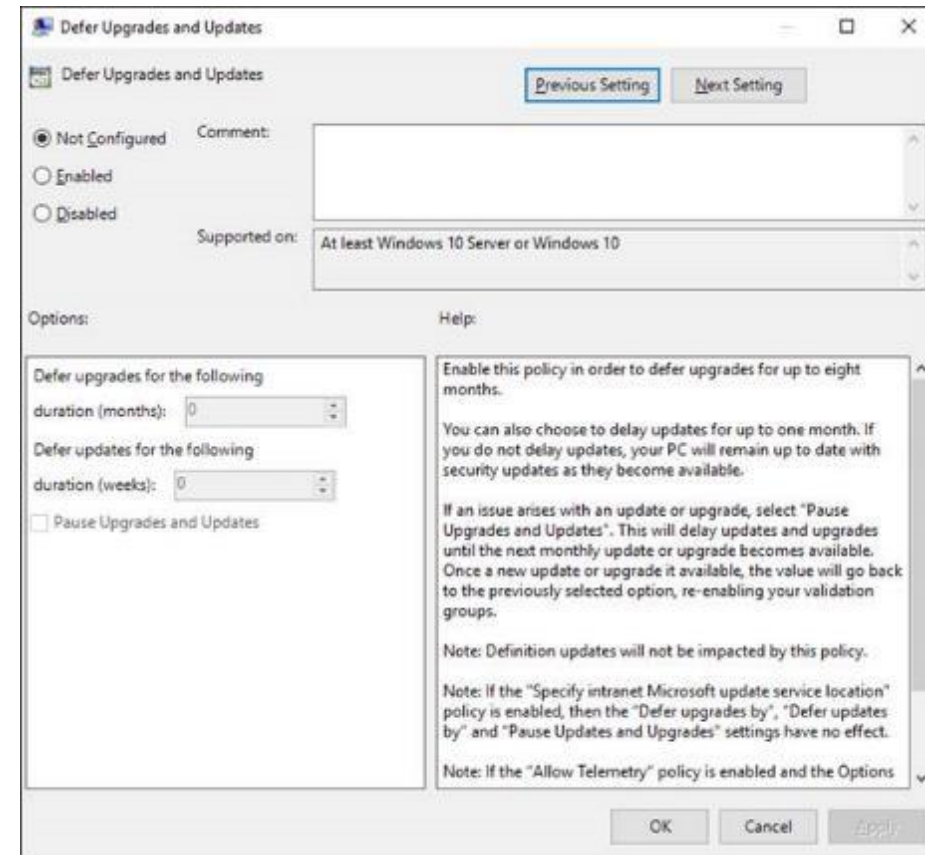 Defer Upgrades and Updates
Defer Upgrades and Updates
Previous Setting
Next Setting
Not Configured
Comment:
Enabled
Disabled
Supported on:
At least Windows 10 Server or Windows 10
Options:
Help:
Defer upgrades for the following
duration (months): 0
Defer updates for the following
duration (weeks): 0
Pause Upgrades and Updates
Enable this policy in order to defer upgrades for up to eight
months.
You can also choose to delay updates for up to one month. If
you do not delay updates, your PC will remain up to date with
security updates as they become available.
If an issue arises with an update or upgrade, select "Pause
Upgrades and Updates". This will delay updates and upgrades
until the next monthly update or upgrade becomes available.
Once a new update or upgrade it available, the value will go back
to the previously selected option, re-enabling your validation
groups.
Note: Definition updates will not be impacted by this policy.
Note: If the "Specify intranet Microsoft update service location"
policy is enabled, then the "Defer upgrades by", "Defer updates
by" and "Pause Updates and Upgrades" settings have no effect.
Note: If the "Allow Telemetry" policy is enabled and the Options
OK
Cancel
Apply